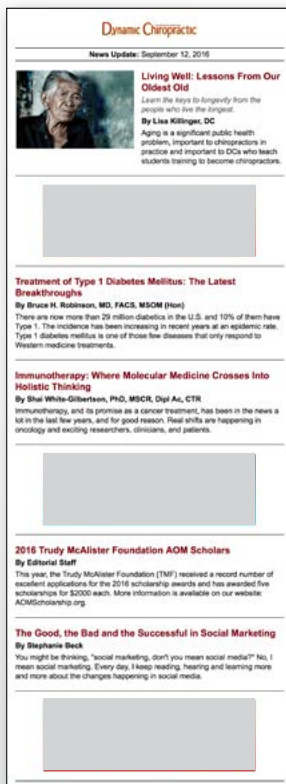 Dynamic Chiropractic
News Update: September 12, 2016
Living Well: Lessons From Our
Oldest Old
Learn the keys to longevity from the
people who live the longest.
By Lisa Killinger, DC
Aging is a significant public health
problem, important to chiropractors in
practice and important to DCs who teach
students training to become chiropractors.
Treatment of Type 1 Diabetes Mellitus: The Latest
Breakthroughs
By Bruce H. Robinson, MD, FACS, MSOM (Hon)
There are now more than 29 million diabetics in the U.S. and 10% of them have
Type 1. The incidence has been increasing in recent years at an epidemic rate.
Type 1 diabetes mellitus is one of those few diseases that only respond to
Western medicine treatments.
Immunotherapy: Where Molecular Medicine Crosses Into
Holistic Thinking
By Shai White-Gilbertson, PhD, MSCR, Dipl Ac, CTR
Immunotherapy, and its promise as a cancer treatment, has been in the news a
lot in the last few years, and for good reason. Real shifts are happening in
oncology and exciting researchers, clinicians, and patients.
2016 Trudy McAlister Foundation AOM Scholars
By Editorial Staff
This year, the Trudy McAlister Foundation (TMF) received a record number of
excellent applications for the 2016 scholarship awards and has awarded five
scholarships for $2000 each. More information is available on our website:
AOMScholarship.org.
The Good, the Bad and the Successful in Social Marketing
By Stephanie Beck
You might be thinking, "social marketing, don't you mean social media?" No, I
mean social marketing. Every day, I keep reading, hearing and learning more
and more about the changes happening in social media.